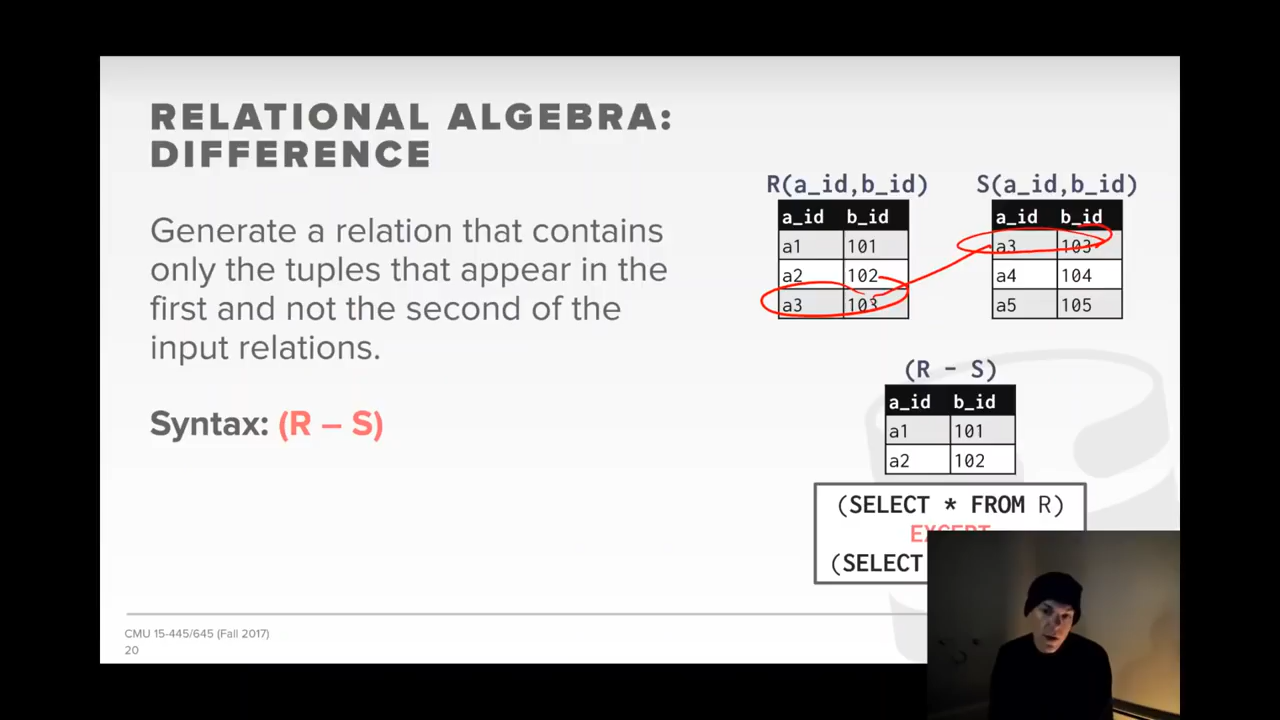 RELATIONAL ALGEBRA:
DIFFERENCE
Generate a relation that contains
only the tuples that appear in the
first and not the second of the
input relations.
Syntax: (R – S)
R(a_id,b_id)
a_id b_id
a1 101
a2 102
a3 103
S(a_id,b_id)
a_id b_id
a3 103
a4 104
a5 105
(R - S)
a_id b_id
a1 101
a2 102
(SELECT * FROM R)
EXCEPT
(SELECT
CMU 15-445/645 (Fall 2017)
20